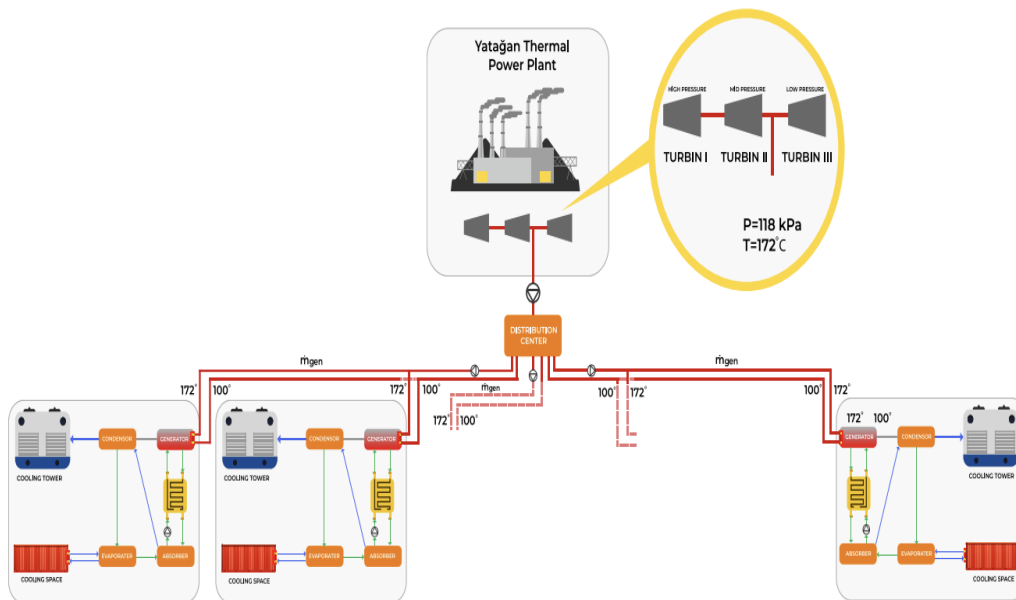 Yatağan Thermal
Power Plant
HIGH PRESSURE
MID PRESSURE
LOW PRESSURE
TURBIN I
TURBIN II
TURBIN III
P=118 kPa
T=172°C
DISTRIBUTION
CENTER
ṁgen
ṁgen
ṁgen
172° 100°
172° 100°
172° 100°
100° 172°
100° 172°
172° 100°
CONDENSOR
GENERATOR
COOLING TOWER
EVAPORATER
ABSORBER
COOLING SPACE
CONDENSOR
GENERATOR
COOLING TOWER
EVAPORATER
ABSORBER
COOLING SPACE
GENERATOR
CONDENSOR
COOLING TOWER
ABSORBER
EVAPORATER
COOLING SPACE